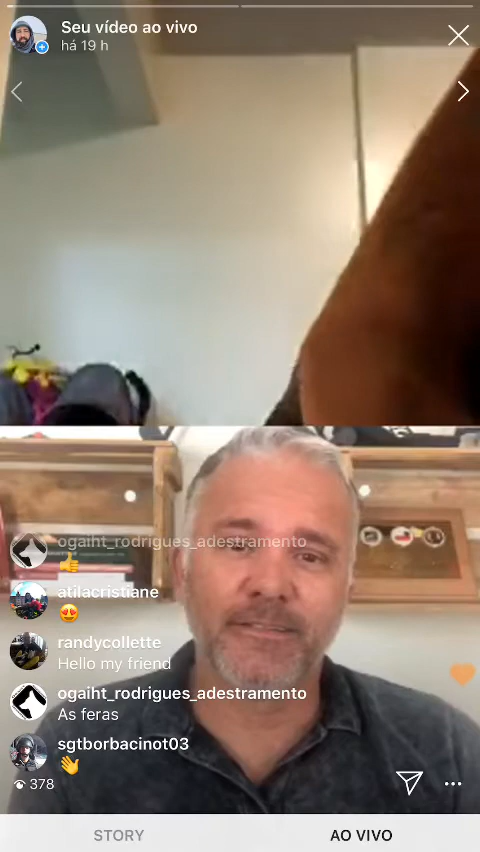 Seu vídeo ao vivo
há 19 h
ogaiht_rodrigues_adestramento
👍
atilacristiane
😍
randycollette
Hello my friend
ogaiht_rodrigues_adestramento
As feras
sgtborbacinot03
👋
378
STORY
AO VIVO